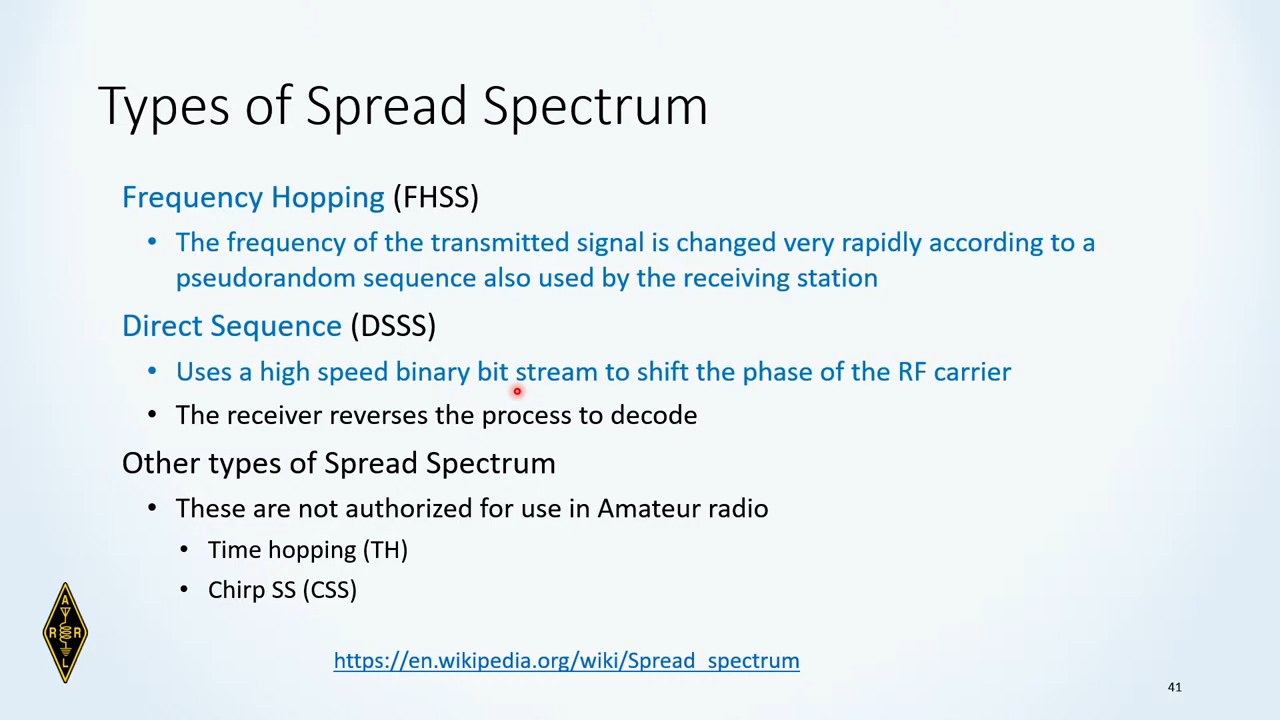 Types of Spread Spectrum
Frequency Hopping (FHSS)
• The frequency of the transmitted signal is changed very rapidly according to a
pseudorandom sequence also used by the receiving station
Direct Sequence (DSSS)
• Uses a high speed binary bit stream to shift the phase of the RF carrier
• The receiver reverses the process to decode
Other types of Spread Spectrum
• These are not authorized for use in Amateur radio
• Time hopping (TH)
• Chirp SS (CSS)
A
R R
L
https://en.wikipedia.org/wiki/Spread_spectrum
41